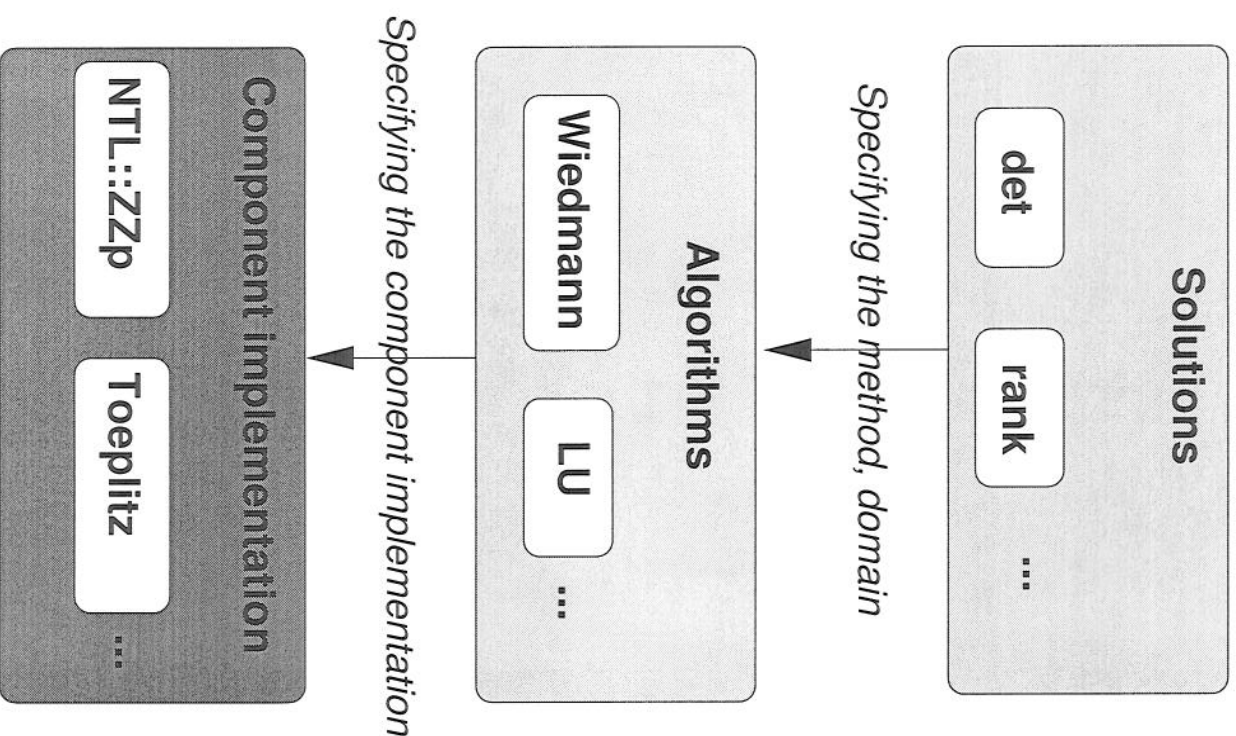 Solutions
det rank ...
Specifying the method, domain
Algorithms
Wiedmann LU ...
Specifying the component implementation
Component implementation
NTL::ZZp Toeplitz ...